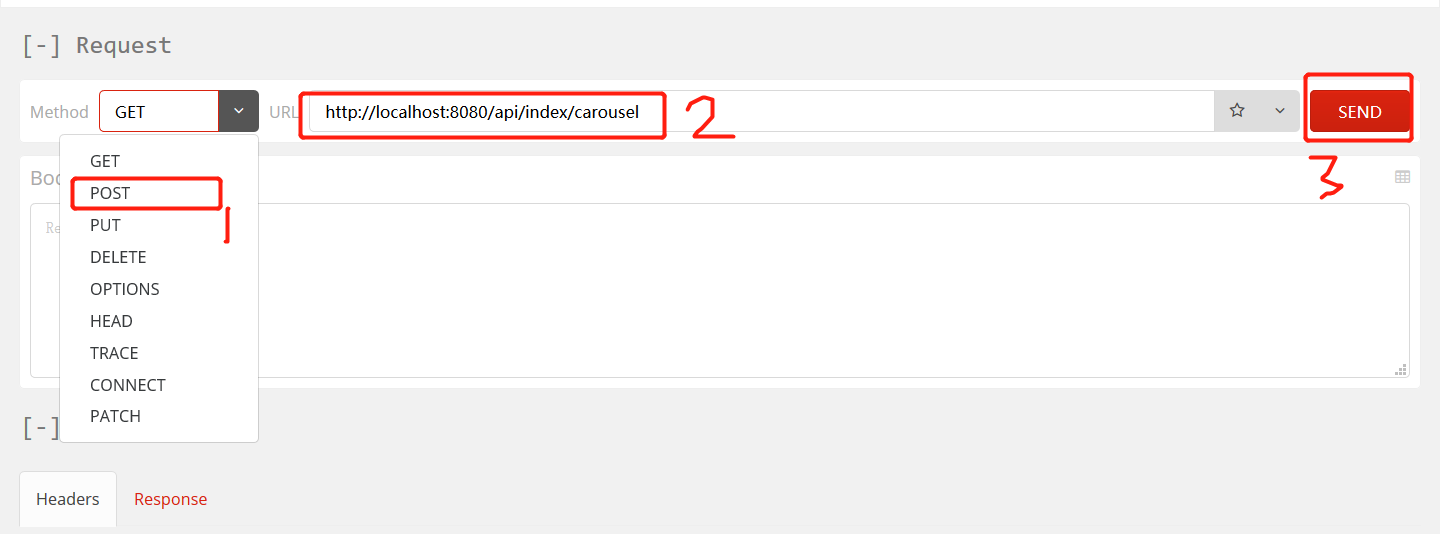 [-] Request
Method GET URL http://localhost:8080/api/index/carousel 2 SEND
3
GET
POST
PUT 1
DELETE
OPTIONS
HEAD
TRACE
CONNECT
PATCH
[-]
Headers Response